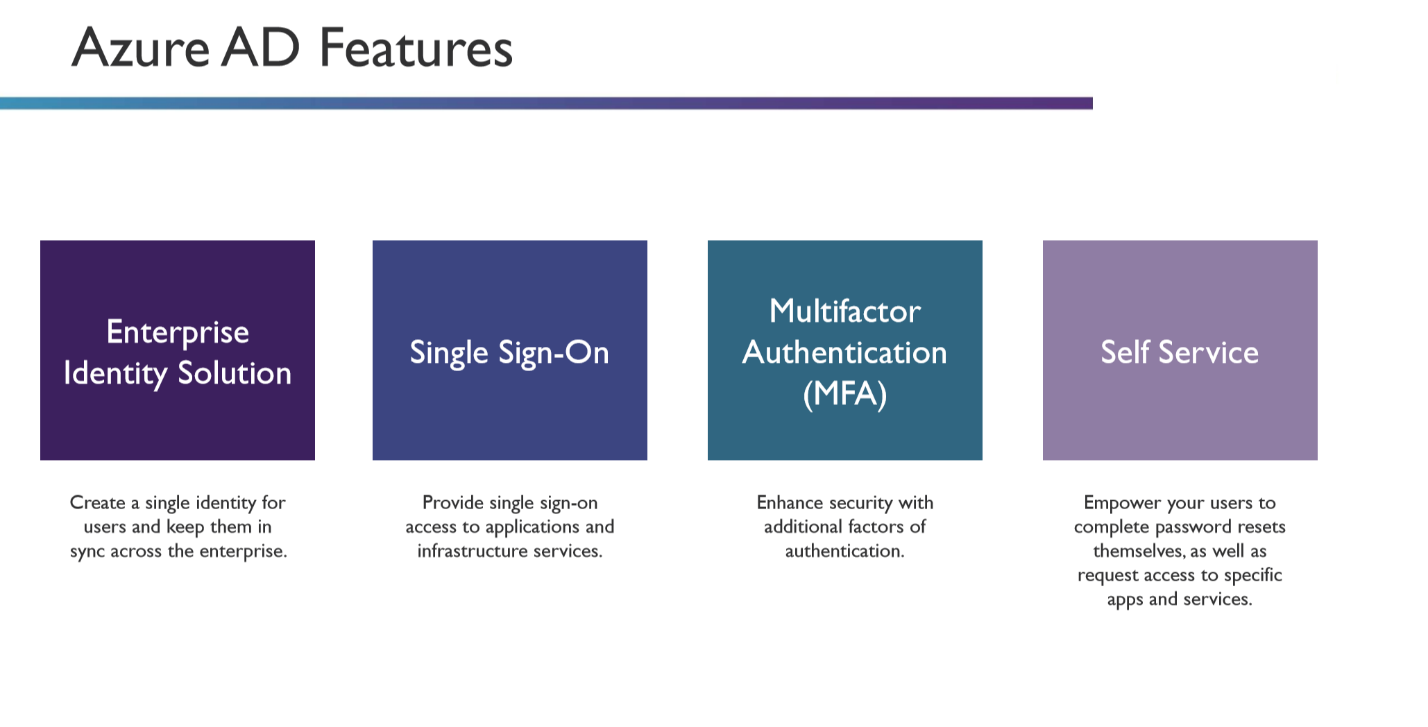 Azure AD Features
Enterprise
Identity Solution
Create a single identity for
users and keep them in
sync across the enterprise.
Single Sign-On
Provide single sign-on
access to applications and
infrastructure services.
Multifactor
Authentication
(MFA)
Enhance security with
additional factors of
authentication.
Self Service
Empower your users to
complete password resets
themselves, as well as
request access to specific
apps and services.